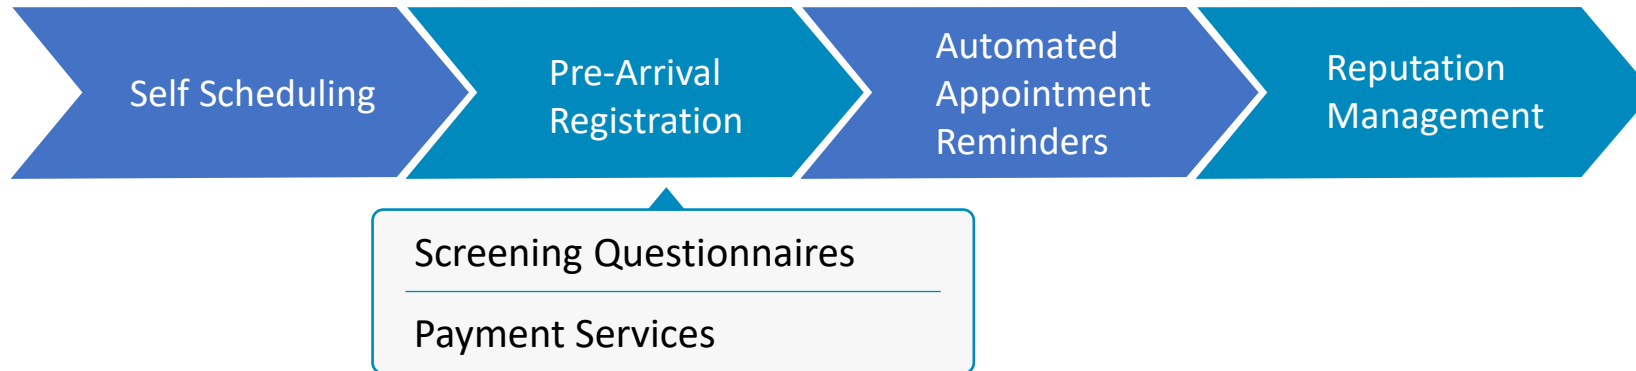 Self Scheduling
Pre-Arrival
Registration
Automated
Appointment
Reminders
Reputation
Management
Screening Questionnaires
Payment Services